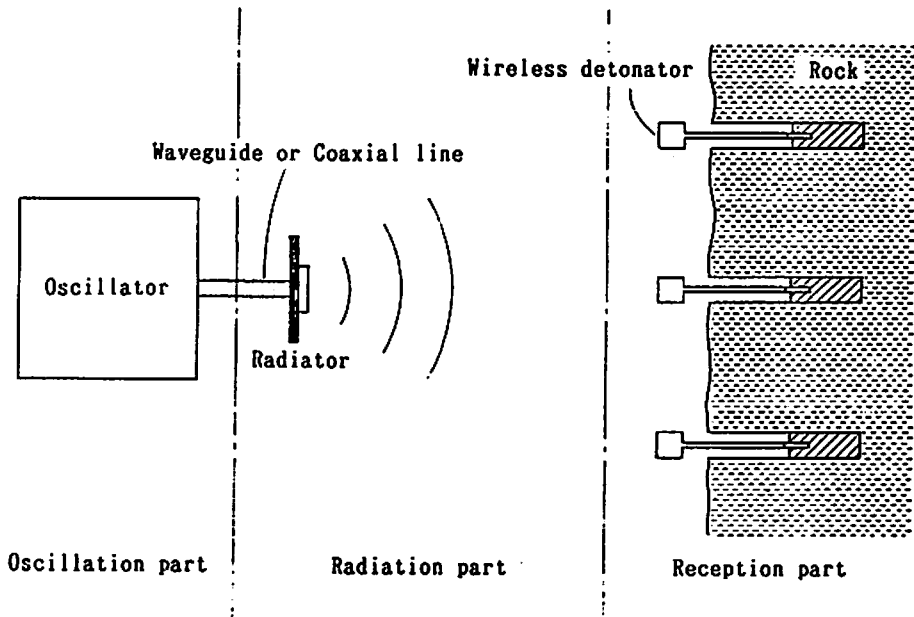 Wireless detonator
Rock
Waveguide or Coaxial line
Oscillator
Radiator
Oscillation part
Radiation part
Reception part